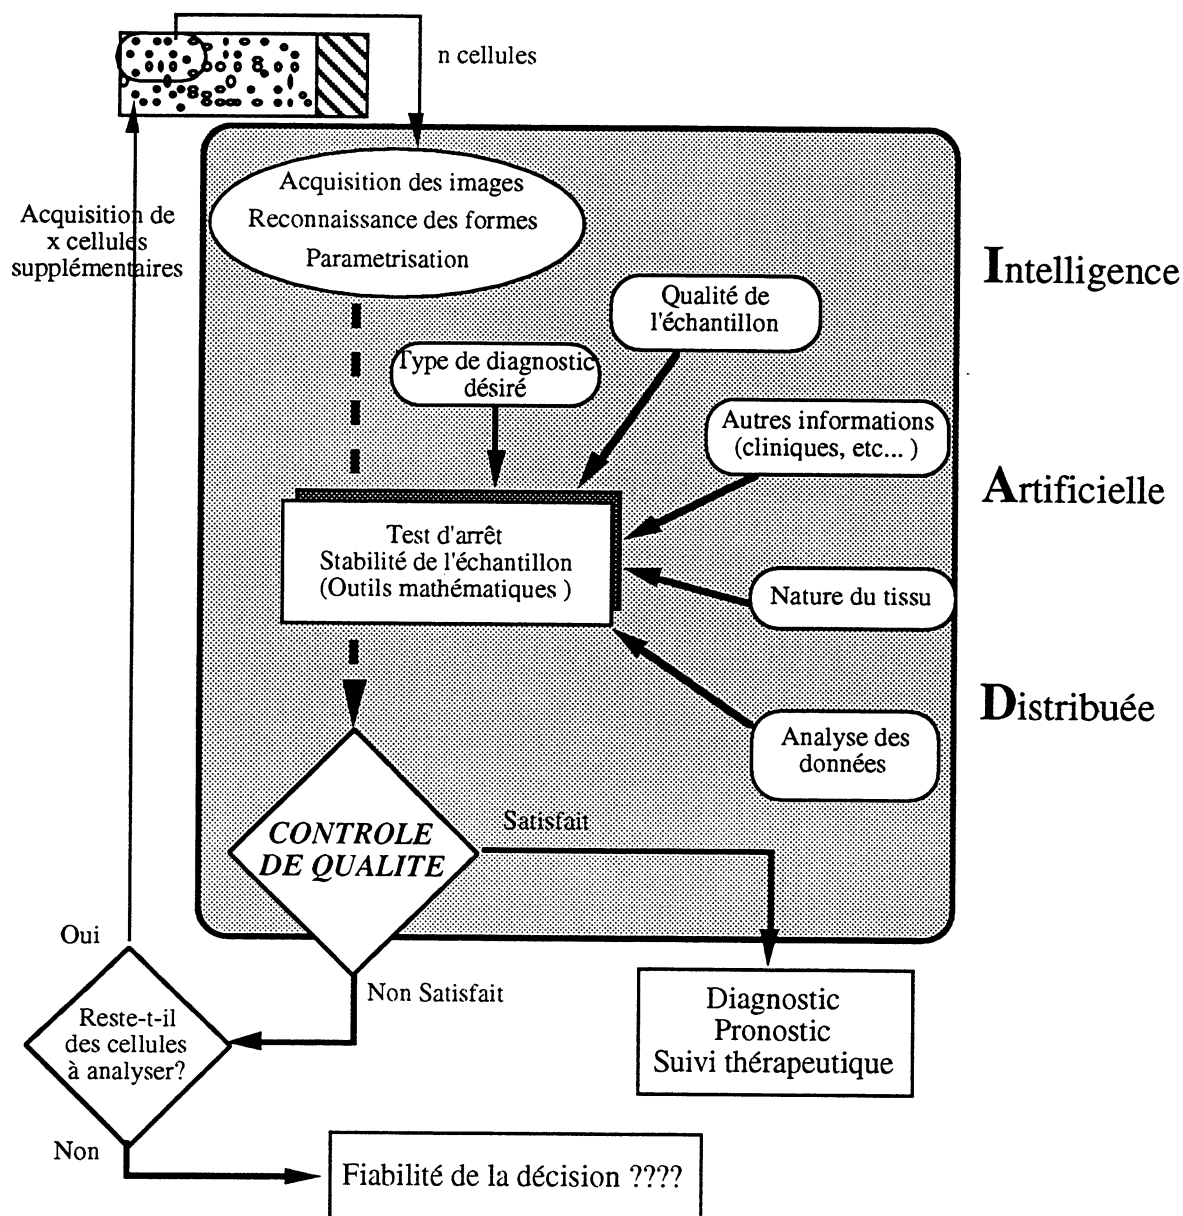 n cellules
Acquisition des images
Reconnaissance des formes
Parametrisation
Acquisition de
x cellules
supplémentaires
Intelligence
Qualité de
l'échantillon
Type de diagnostic
désiré
Autres informations
(cliniques, etc... )
Artificielle
Test d'arrêt
Stabilité de l'échantillon
(Outils mathématiques )
Nature du tissu
Distribuée
Analyse des
données
Satisfait
CONTROLE
DE QUALITE
Oui
Non Satisfait
Reste-t-il
des cellules
à analyser?
Diagnostic
Pronostic
Suivi thérapeutique
Non
Fiabilité de la décision ????